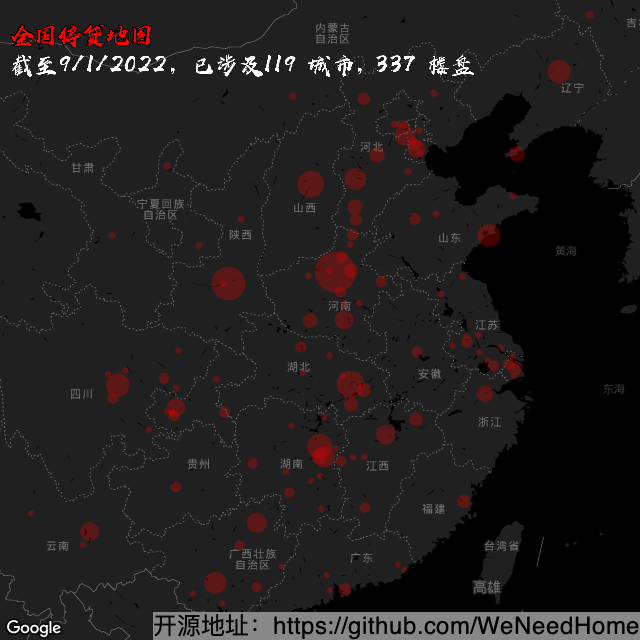 全国停贷地图
截至9/1/2022, 已涉及119 城市, 337 楼盘
内蒙古
自治区
吉林
辽宁
河北
甘肃
宁夏回族
自治区
山西
陕西
山东
黄海
河南
江苏
湖北
安徽
东海
四川
浙江
贵州
湖南
江西
福建
云南
广西壮族
自治区
广东
台湾省
高雄
Google
开源地址: https://github.com/WeNeedHome